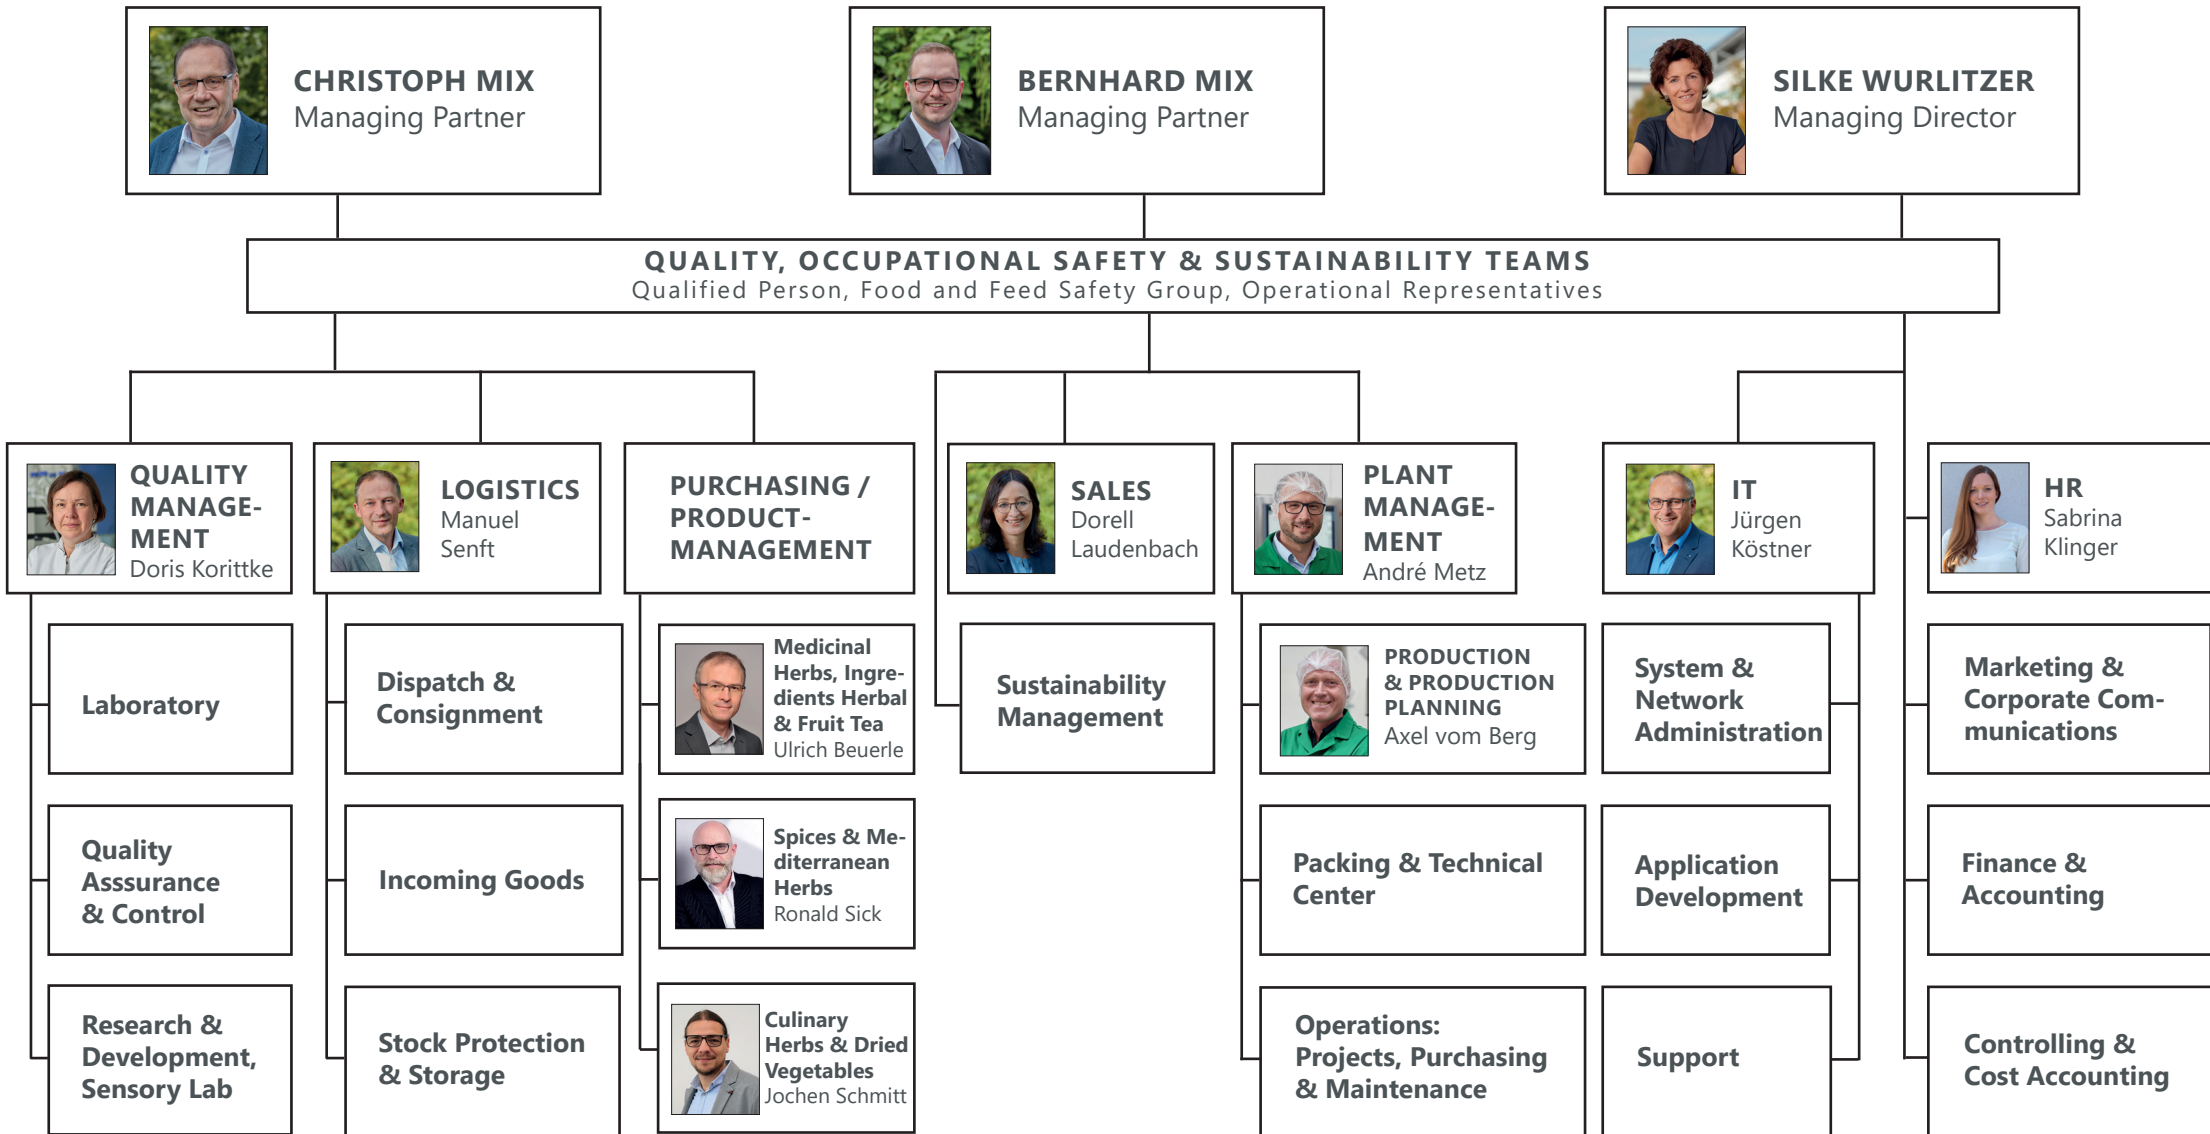 CHRISTOPH MIX
Managing Partner
BERNHARD MIX
Managing Partner
SILKE WURLITZER
Managing Director
QUALITY, OCCUPATIONAL SAFETY & SUSTAINABILITY TEAMS
Qualified Person, Food and Feed Safety Group, Operational Representatives
QUALITY
MANAGE-
MENT
Doris Korittke
LOGISTICS
Manuel
Senft
PURCHASING /
PRODUCT-
MANAGEMENT
SALES
Dorell
Laudenbach
PLANT
MANAGE-
MENT
André Metz
IT
Jürgen
Köstner
HR
Sabrina
Klinger
Laboratory
Dispatch &
Consignment
Medicinal
Herbs, Ingre-
dients Herbal
& Fruit Tea
Ulrich Beuerle
Sustainability
Management
PRODUCTION
& PRODUCTION
PLANNING
Axel vom Berg
System &
Network
Administration
Marketing &
Corporate Com-
munications
Quality
Asssurance
& Control
Incoming Goods
Spices & Me-
diterranean
Herbs
Ronald Sick
Packing & Technical
Center
Application
Development
Finance &
Accounting
Research &
Development,
Sensory Lab
Stock Protection
& Storage
Culinary
Herbs & Dried
Vegetables
Jochen Schmitt
Operations:
Projects, Purchasing
& Maintenance
Support
Controlling &
Cost Accounting